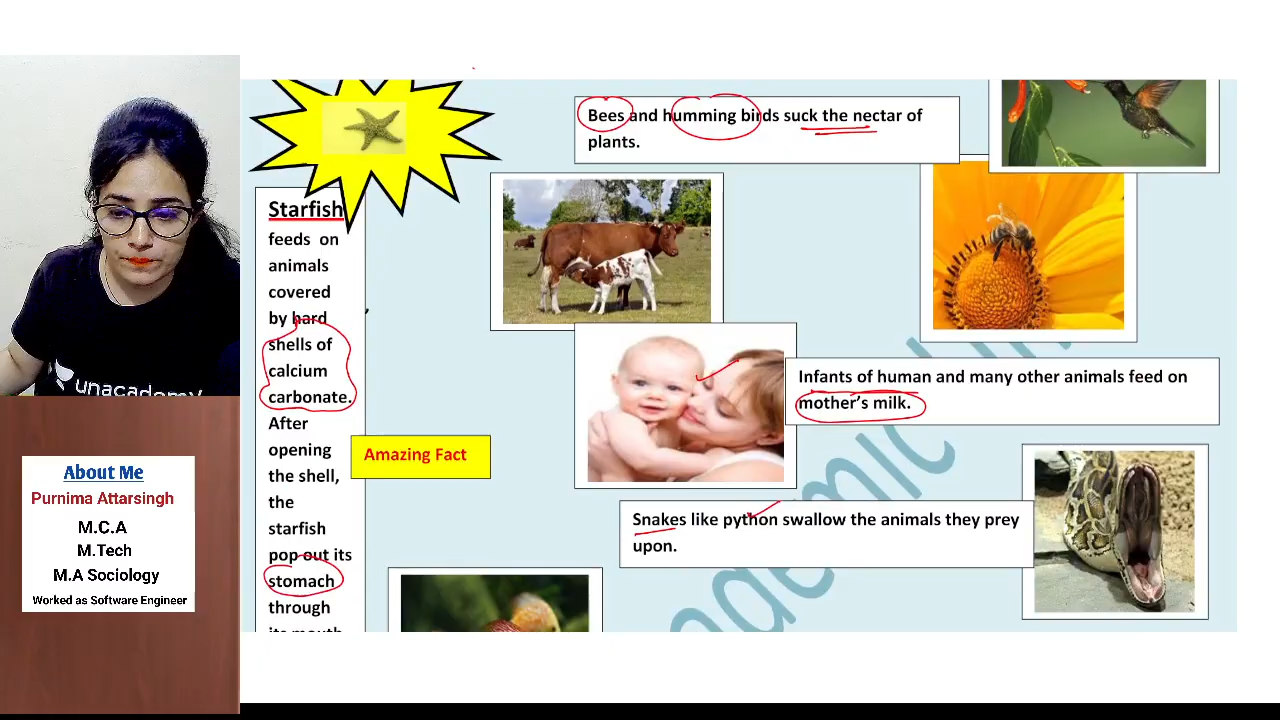 Bees and humming birds suck the nectar of
plants.
Starfish
feeds on
animals
covered
by hard
shells of
calcium
carbonate.
After
opening
the shell,
the
starfish
pop out its
stomach
through
its mouth
Amazing Fact
Infants of human and many other animals feed on
mother's milk.
Snakes like python swallow the animals they prey
upon.
unacademy
About Me
Purnima Attarsingh
M.C.A
M.Tech
M.A Sociology
Worked as Software Engineer